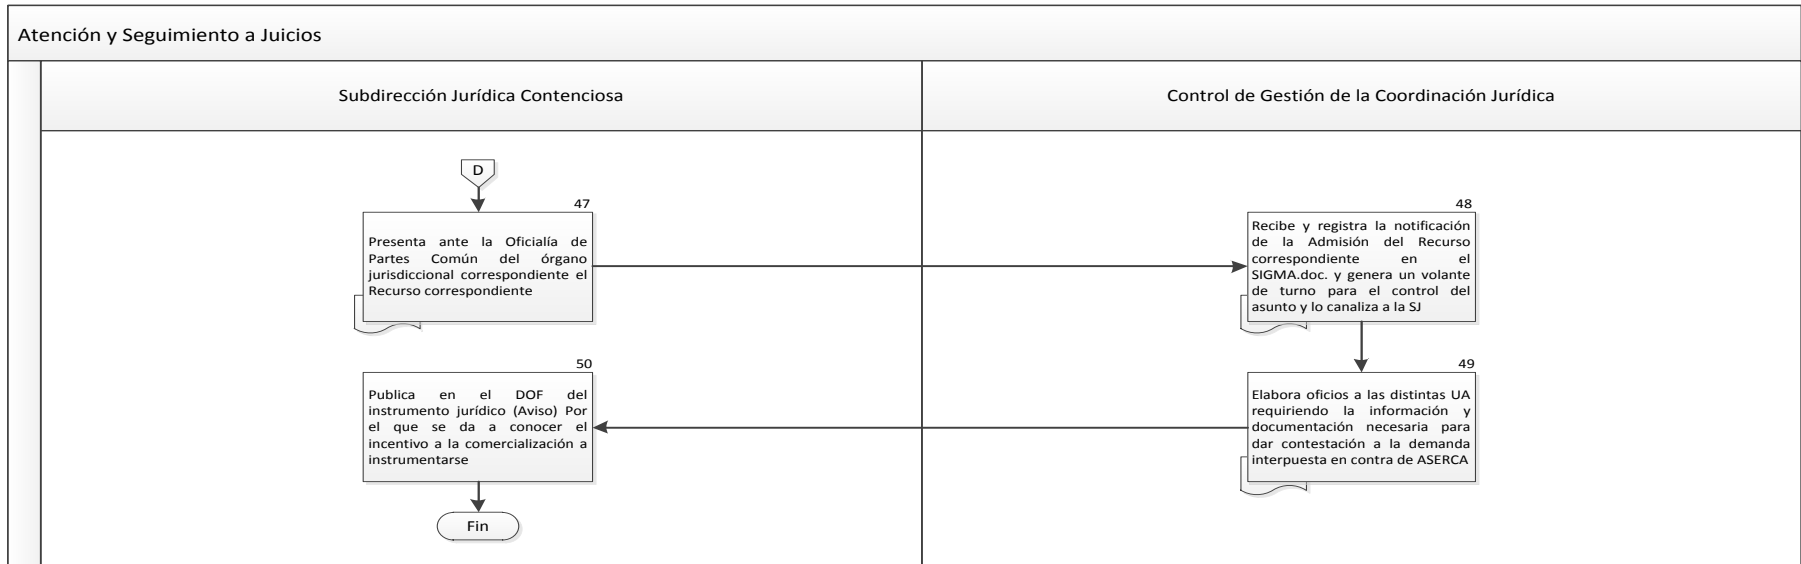 Atención y Seguimiento a Juicios
Subdirección Jurídica Contenciosa
Control de Gestión de la Coordinación Jurídica
D
47
Presenta ante la Oficialía de
Partes Común del órgano
jurisdiccional correspondiente el
Recurso correspondiente
48
Recibe y registra la notificación
de la Admisión del Recurso
correspondiente en el
SIGMA.doc. y genera un volante
de turno para el control del
asunto y lo canaliza a la SJ
49
Elabora oficios a las distintas UA
requiriendo la información y
documentación necesaria para
dar contestación a la demanda
interpuesta en contra de ASERCA
50
Publica en el DOF del
instrumento jurídico (Aviso) Por
el que se da a conocer el
incentivo a la comercialización a
instrumentarse
Fin